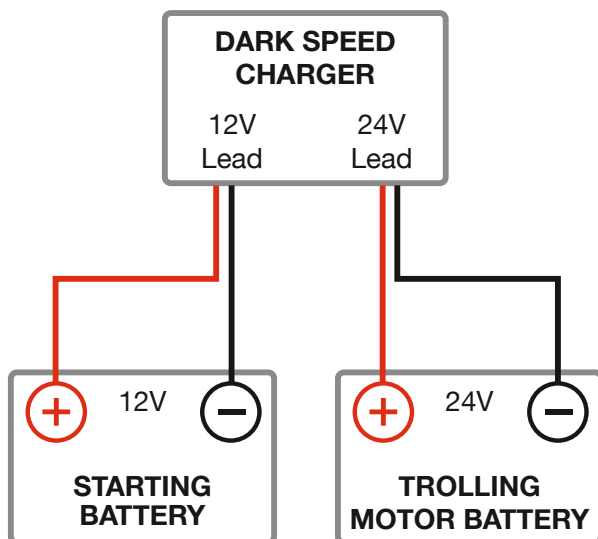 DARK SPEED
CHARGER
12V
Lead
24V
Lead
+
12V
−
STARTING
BATTERY
+
24V
−
TROLLING
MOTOR BATTERY